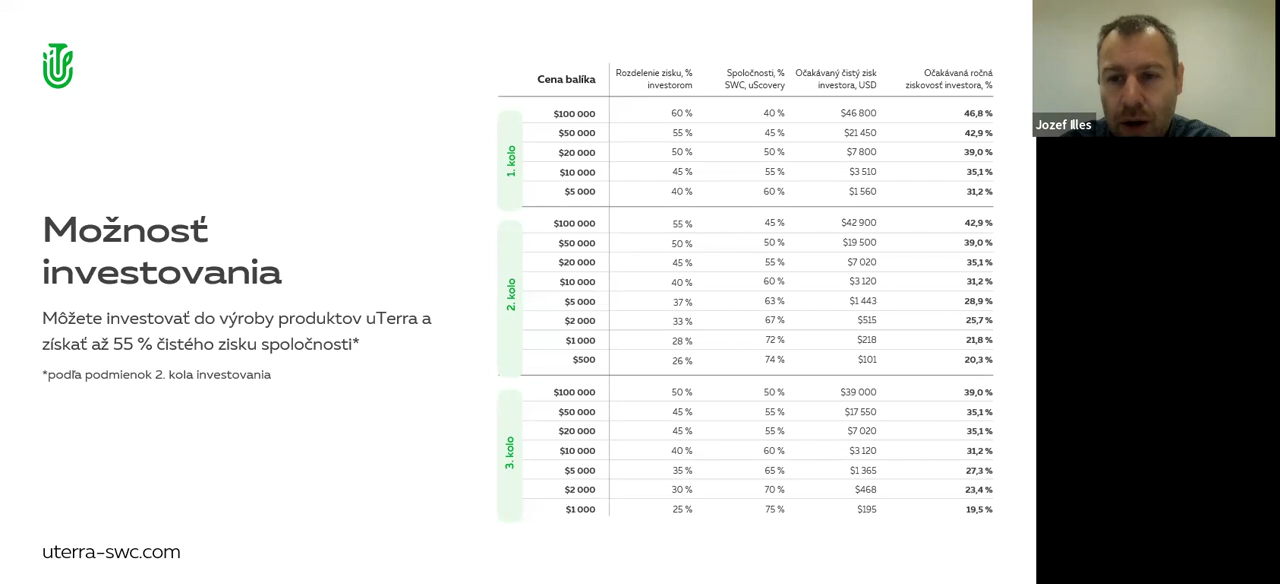 Možnosť
investovania
Môžete investovať do výroby produktov uTerra a
získať až 55 % čistého zisku spoločnosti*
*podľa podmienok 2. kola investovania
uterra-swc.com
Cena balíka Rozdelenie zisku, % investorom Spoločnosti, % SWC, uScovery Očakávaný čistý zisk investora, USD Očakávaná ročná ziskovosť investora, %
1. kolo
$100 000 60 % 40 % $46 800 46,8 %
$50 000 55 % 45 % $21 450 42,9 %
$20 000 50 % 50 % $7 800 39,0 %
$10 000 45 % 55 % $3 510 35,1 %
$5 000 40 % 60 % $1 560 31,2 %
2. kolo
$100 000 55 % 45 % $42 900 42,9 %
$50 000 50 % 50 % $19 500 39,0 %
$20 000 45 % 55 % $7 020 35,1 %
$10 000 40 % 60 % $3 120 31,2 %
$5 000 37 % 63 % $1 443 28,9 %
$2 000 33 % 67 % $515 25,7 %
$1 000 28 % 72 % $218 21,8 %
$500 26 % 74 % $101 20,3 %
3. kolo
$100 000 50 % 50 % $39 000 39,0 %
$50 000 45 % 55 % $17 550 35,1 %
$20 000 45 % 55 % $7 020 35,1 %
$10 000 40 % 60 % $3 120 31,2 %
$5 000 35 % 65 % $1 365 27,3 %
$2 000 30 % 70 % $468 23,4 %
$1 000 25 % 75 % $195 19,5 %
Jozef Illes